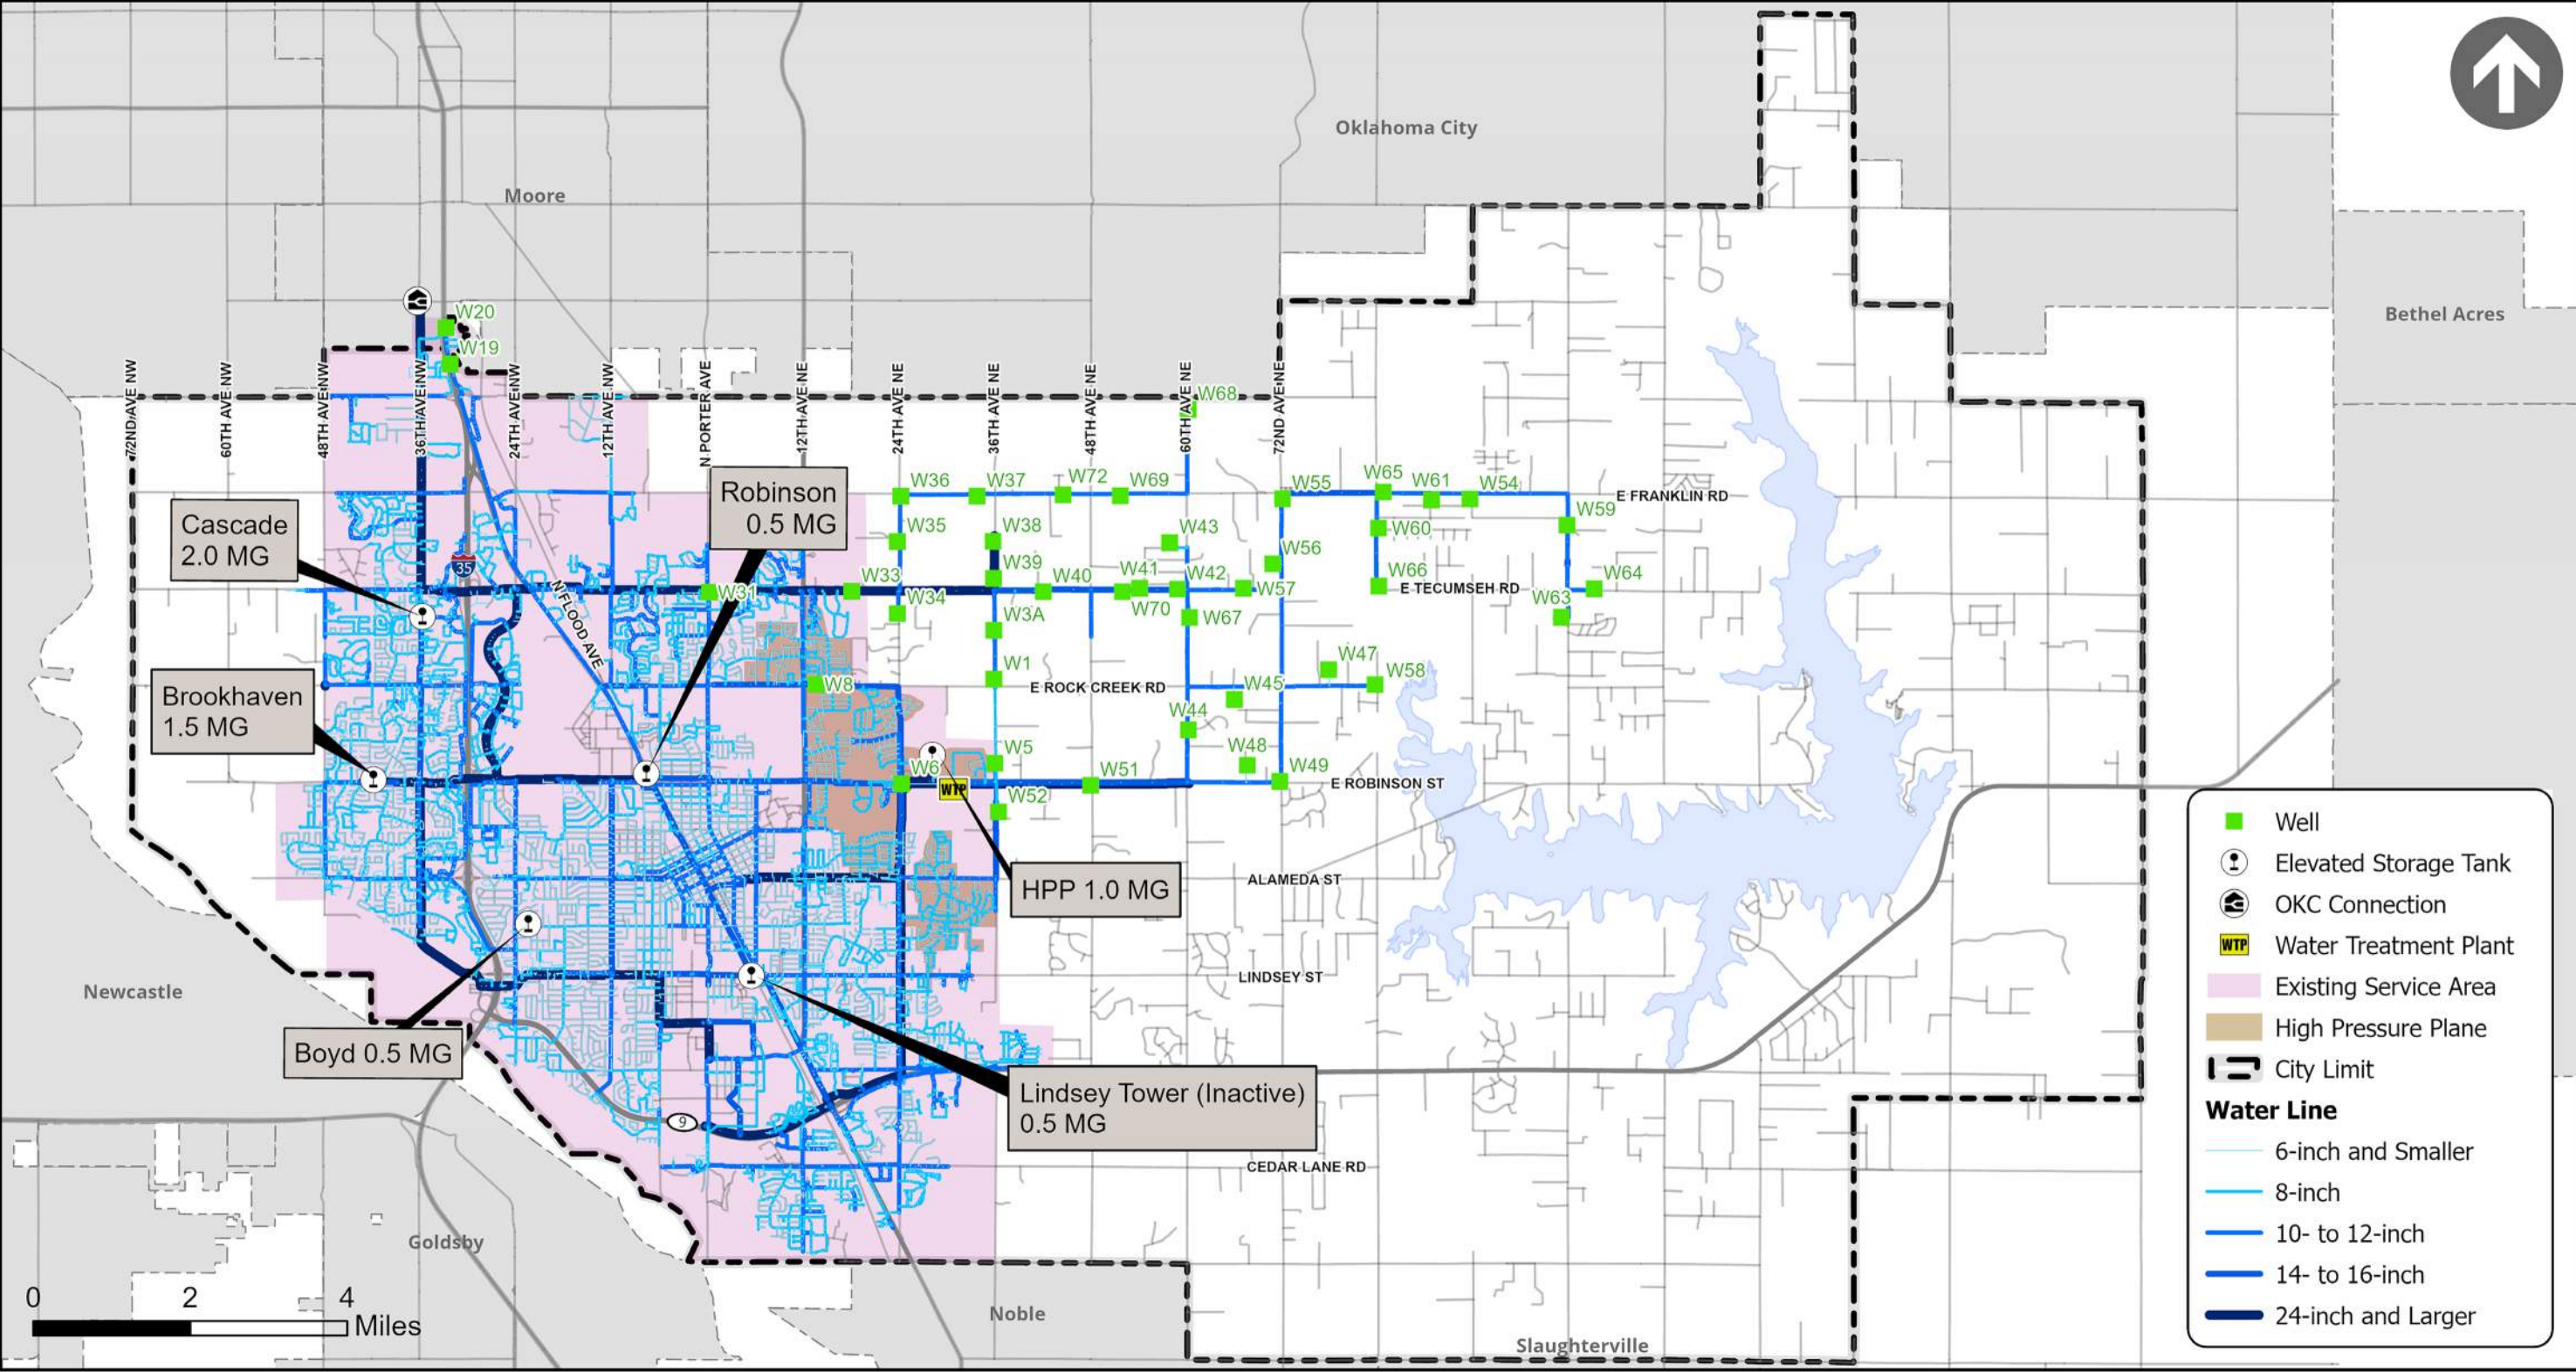 Oklahoma City
Moore
Bethel Acres
W20
W19
72ND AVE NW
60TH AVE NW
48TH AVE NW
36TH AVE NW
24TH AVE NW
12TH AVE NW
N PORTER AVE
12TH AVE NE
24TH AVE NE
36TH AVE NE
48TH AVE NE
60TH AVE NE
72ND AVE NE
W68
Robinson
0.5 MG
W36
W37
W72
W69
W55
W65
W61
W54
E FRANKLIN RD
Cascade
2.0 MG
W35
W38
W43
W60
W59
W56
35
W39
W33
W40
W41
W42
W57
W66
W64
E TECUMSEH RD
W31
W34
W70
W63
N FLOOD AVE
W3A
W67
W47
W1
W58
W8
E ROCK CREEK RD
W45
Brookhaven
1.5 MG
W44
W5
W48
W6
W51
W49
WTP
E ROBINSON ST
W52
HPP 1.0 MG
ALAMEDA ST
LINDSEY ST
Newcastle
Boyd 0.5 MG
Lindsey Tower (Inactive)
0.5 MG
9
CEDAR LANE RD
Goldsby
Noble
Slaughterville
0 2 4
Miles
Well
Elevated Storage Tank
OKC Connection
WTP Water Treatment Plant
Existing Service Area
High Pressure Plane
City Limit
Water Line
6-inch and Smaller
8-inch
10- to 12-inch
14- to 16-inch
24-inch and Larger